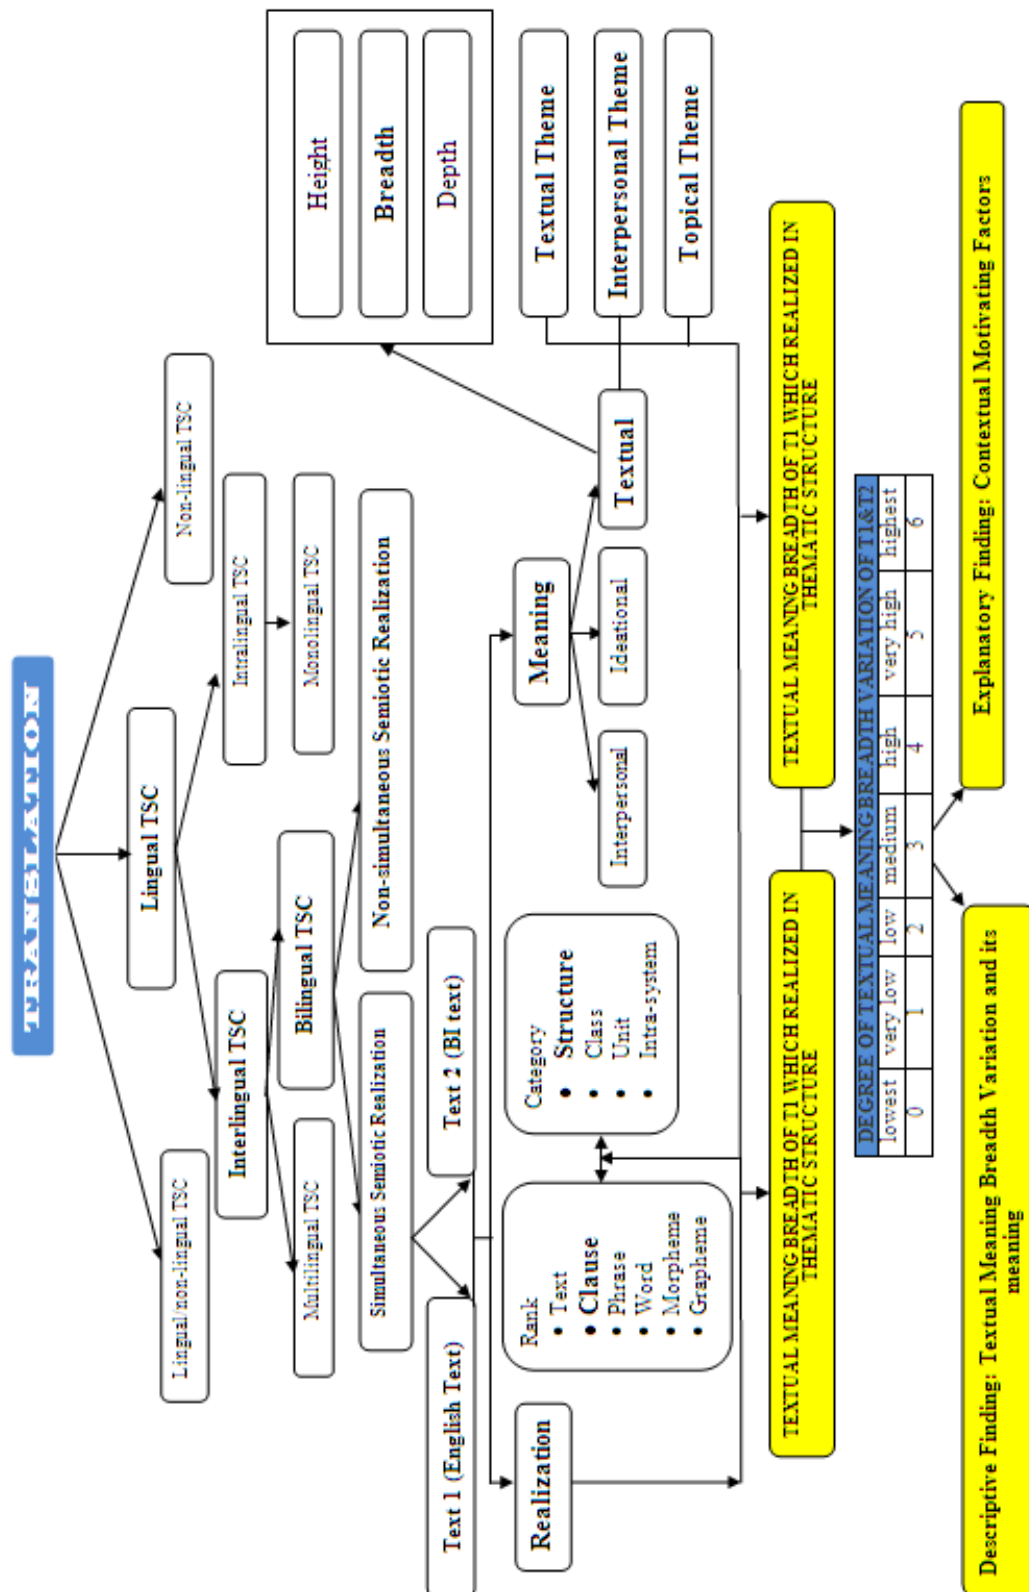 TRANSLATION
Lingual/non-lingual TSC
Lingual TSC
Non-lingual TSC
Interlingual TSC
Intralingual TSC
Multilingual TSC
Bilingual TSC
Monolingual TSC
Simultaneous Semiotic Realization
Non-simultaneous Semiotic Realization
Text 1 (English Text)
Text 2 (BI text)
Height
Breadth
Depth
Realization
Rank
• Text
• Clause
• Phrase
• Word
• Morpheme
• Grapheme
Category
• Structure
• Class
• Unit
• Intra-system
Meaning
Interpersonal
Ideational
Textual
Textual Theme
Interpersonal Theme
Topical Theme
TEXTUAL MEANING BREADTH OF T1 WHICH REALIZED IN
THEMATIC STRUCTURE
TEXTUAL MEANING BREADTH OF T1 WHICH REALIZED IN
THEMATIC STRUCTURE
DEGREE OF TEXTUAL MEANING BREADTH VARIATION OF T1&T2
lowest very low low medium high very high highest
0 1 2 3 4 5 6
Descriptive Finding: Textual Meaning Breadth Variation and its
meaning
Explanatory Finding: Contextual Motivating Factors